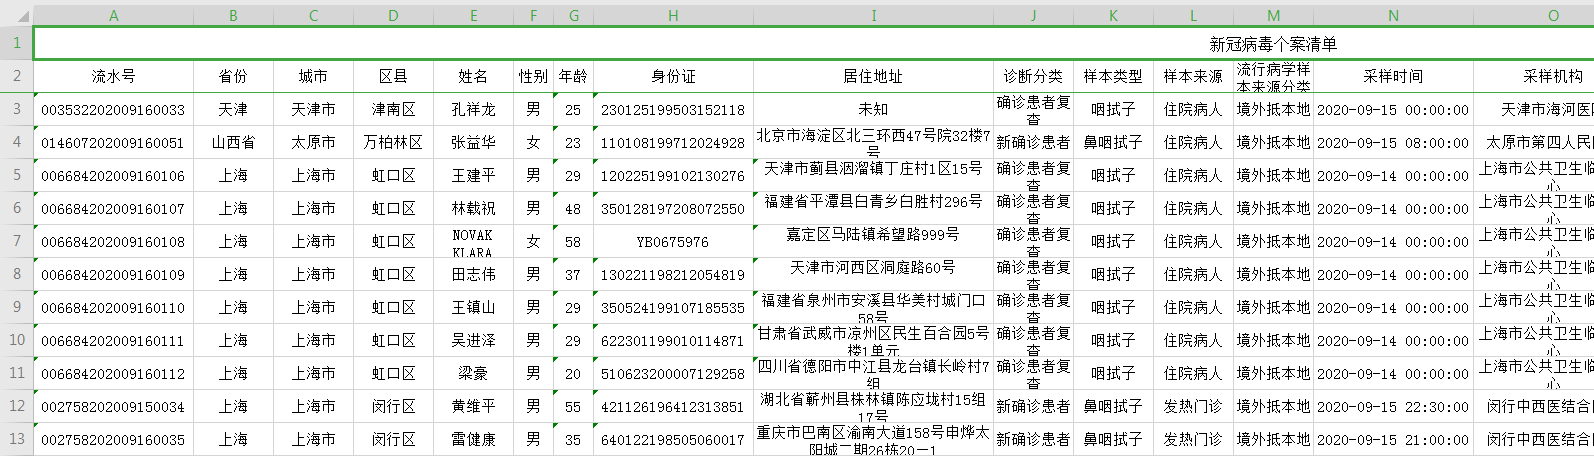 A B C D E F G H I J K L M N O
1 新冠病毒个案清单
2 流水号 省份 城市 区县 姓名 性别 年龄 身份证 居住地址 诊断分类 样本类型 样本来源 流行病学样本来源分类 采样时间 采样机构
3 003532202009160033 天津 天津市 津南区 孔祥龙 男 25 230125199503152118 未知 确诊患者复查 咽拭子 住院病人 境外抵本地 2020-09-15 00:00:00 天津市海河医
4 014607202009160051 山西省 太原市 万柏林区 张益华 女 23 110108199712024928 北京市海淀区北三环西47号院32楼7号 新确诊患者 鼻咽拭子 住院病人 境外抵本地 2020-09-15 08:00:00 太原市第四人民
5 006684202009160106 上海 上海市 虹口区 王建平 男 29 120225199102130276 天津市蓟县洇溜镇丁庄村1区15号 确诊患者复查 咽拭子 住院病人 境外抵本地 2020-09-14 00:00:00 上海市公共卫生临心
6 006684202009160107 上海 上海市 虹口区 林载祝 男 48 350128197208072550 福建省平潭县白青乡白胜村296号 确诊患者复查 咽拭子 住院病人 境外抵本地 2020-09-14 00:00:00 上海市公共卫生临心
7 006684202009160108 上海 上海市 虹口区 NOVAK KLARA 女 58 YB0675976 嘉定区马陆镇希望路999号 确诊患者复查 咽拭子 住院病人 境外抵本地 2020-09-14 00:00:00 上海市公共卫生临心
8 006684202009160109 上海 上海市 虹口区 田志伟 男 37 130221198212054819 天津市河西区洞庭路60号 确诊患者复查 咽拭子 住院病人 境外抵本地 2020-09-14 00:00:00 上海市公共卫生临心
9 006684202009160110 上海 上海市 虹口区 王镇山 男 29 350524199107185535 福建省泉州市安溪县华美村城门口58号 确诊患者复查 咽拭子 住院病人 境外抵本地 2020-09-14 00:00:00 上海市公共卫生临心
10 006684202009160111 上海 上海市 虹口区 吴进泽 男 29 622301199010114871 甘肃省武威市凉州区民生百合园5号楼1单元 确诊患者复查 咽拭子 住院病人 境外抵本地 2020-09-14 00:00:00 上海市公共卫生临心
11 006684202009160112 上海 上海市 虹口区 梁豪 男 20 510623200007129258 四川省德阳市中江县龙台镇长岭村7组 确诊患者复查 咽拭子 住院病人 境外抵本地 2020-09-14 00:00:00 上海市公共卫生临心
12 002758202009150034 上海 上海市 闵行区 黄维平 男 55 421126196412313851 湖北省蕲州县株林镇陈应垅村15组17号 新确诊患者 鼻咽拭子 发热门诊 境外抵本地 2020-09-15 22:30:00 闵行中西医结合
13 002758202009160035 上海 上海市 闵行区 雷健康 男 35 640122198505060017 重庆市巴南区渝南大道158号申烨太阳城二期26栋20-1 新确诊患者 鼻咽拭子 发热门诊 境外抵本地 2020-09-15 21:00:00 闵行中西医结合